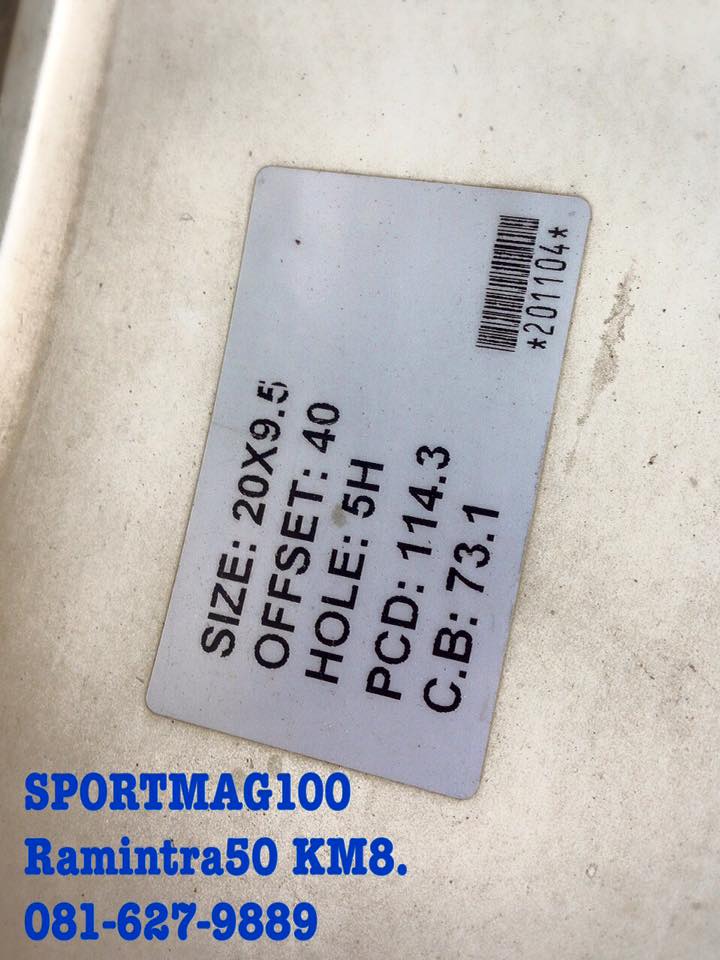 SIZE: 20X9.5
OFFSET: 40
HOLE: 5H
PCD: 114.3
C.B: 73.1
*201104*
SPORTMAG100
Ramintra50 KM8.
081-627-9889